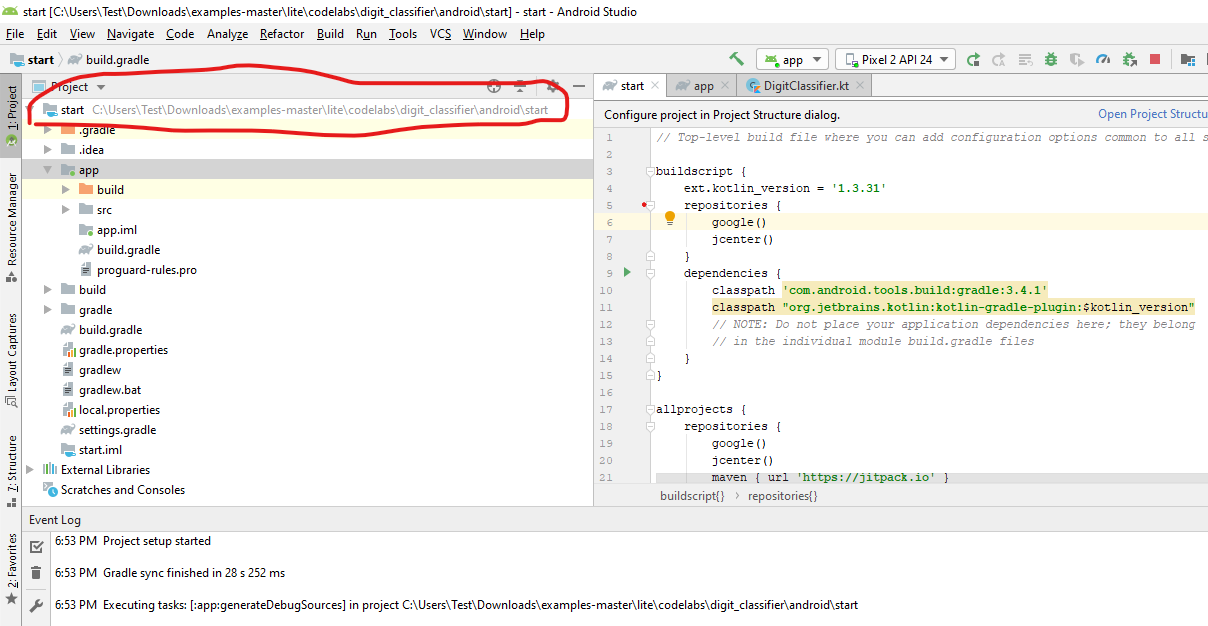 start [C:\Users\Test\Downloads\examples-master\lite\codelabs\digit_classifier\android\start] - start - Android Studio
File Edit View Navigate Code Analyze Refactor Build Run Tools VCS Window Help
start build.gradle
app Pixel 2 API 24
1: Project
Resource Manager
Layout Captures
7: Structure
2: Favorites
Project
start C:\Users\Test\Downloads\examples-master\lite\codelabs\digit_classifier\android\start
.gradle
.idea
app
build
src
app.iml
build.gradle
proguard-rules.pro
build
gradle
build.gradle
gradle.properties
gradlew
gradlew.bat
local.properties
settings.gradle
start.iml
External Libraries
Scratches and Consoles
start app DigitClassifier.kt
Configure project in Project Structure dialog. Open Project Structu
1 // Top-level build file where you can add configuration options common to all s
2
3 buildscript {
4 ext.kotlin_version = '1.3.31'
5 repositories {
6 google()
7 jcenter()
8 }
9 dependencies {
10 classpath 'com.android.tools.build:gradle:3.4.1'
11 classpath "org.jetbrains.kotlin:kotlin-gradle-plugin:$kotlin_version"
12 // NOTE: Do not place your application dependencies here; they belong
13 // in the individual module build.gradle files
14 }
15 }
16
17 allprojects {
18 repositories {
19 google()
20 jcenter()
21 maven { url 'https://jitpack.io' }
buildscript{} › repositories{}
Event Log
6:53 PM Project setup started
6:53 PM Gradle sync finished in 28 s 252 ms
6:53 PM Executing tasks: [:app:generateDebugSources] in project C:\Users\Test\Downloads\examples-master\lite\codelabs\digit_classifier\android\start